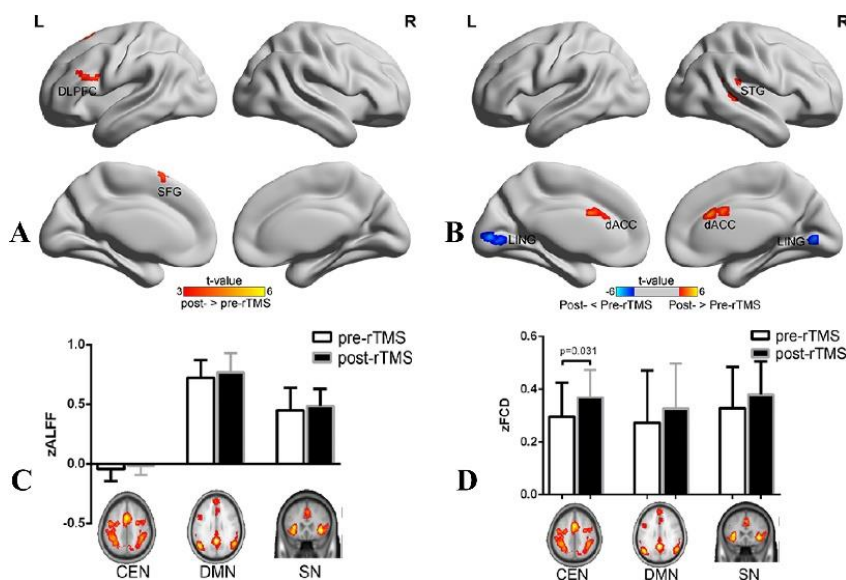 L R
DLPFC
SFG
A
t-value
3 6
post- > pre-rTMS
L R
STG
dACC dACC
LING LING
B
t-value
-6 6
Post- < Pre-rTMS Post- > Pre-rTMS
pre-rTMS
post-rTMS
1.0
0.5
0.0
-0.5
zALFF
C
CEN DMN SN
pre-rTMS
post-rTMS
p=0.031
0.6
0.4
0.2
0.0
zFCD
D
CEN DMN SN